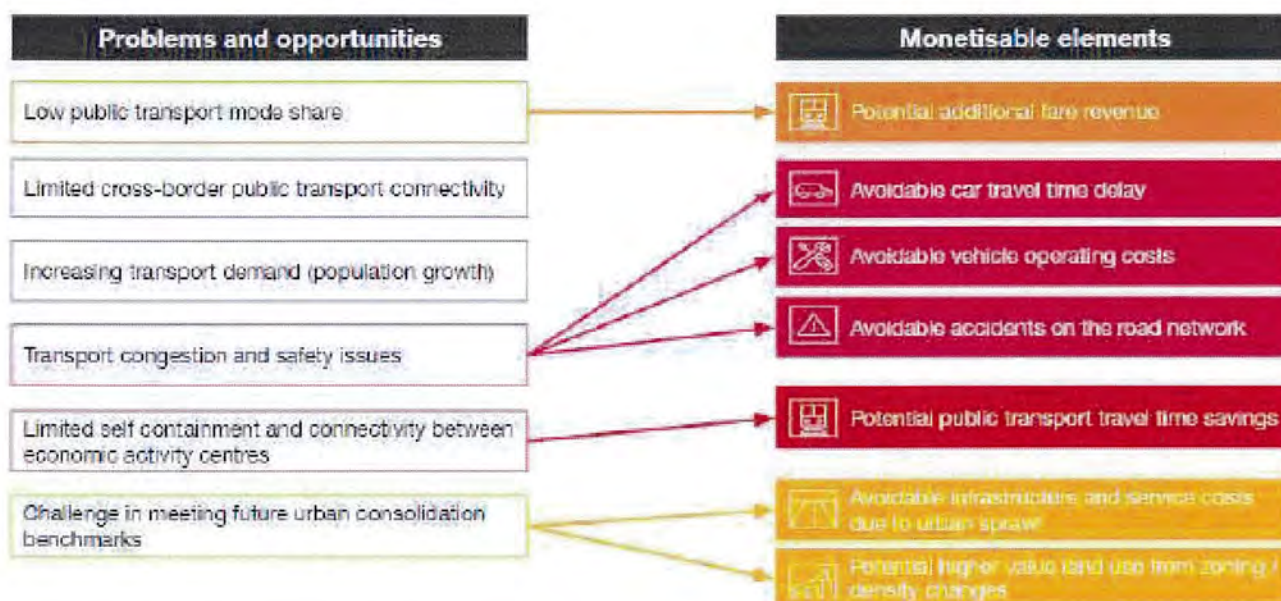 Problems and opportunities
Monetisable elements
Low public transport mode share
Potential additional fare revenue
Limited cross-border public transport connectivity
Avoidable car travel time delay
Increasing transport demand (population growth)
Avoidable vehicle operating costs
Transport congestion and safety issues
Avoidable accidents on the road network
Limited self containment and connectivity between
economic activity centres
Potential public transport travel time savings
Challenge in meeting future urban consolidation
benchmarks
Avoidable infrastructure and service costs
due to urban sprawl
Potential higher value land use from zoning /
density changes